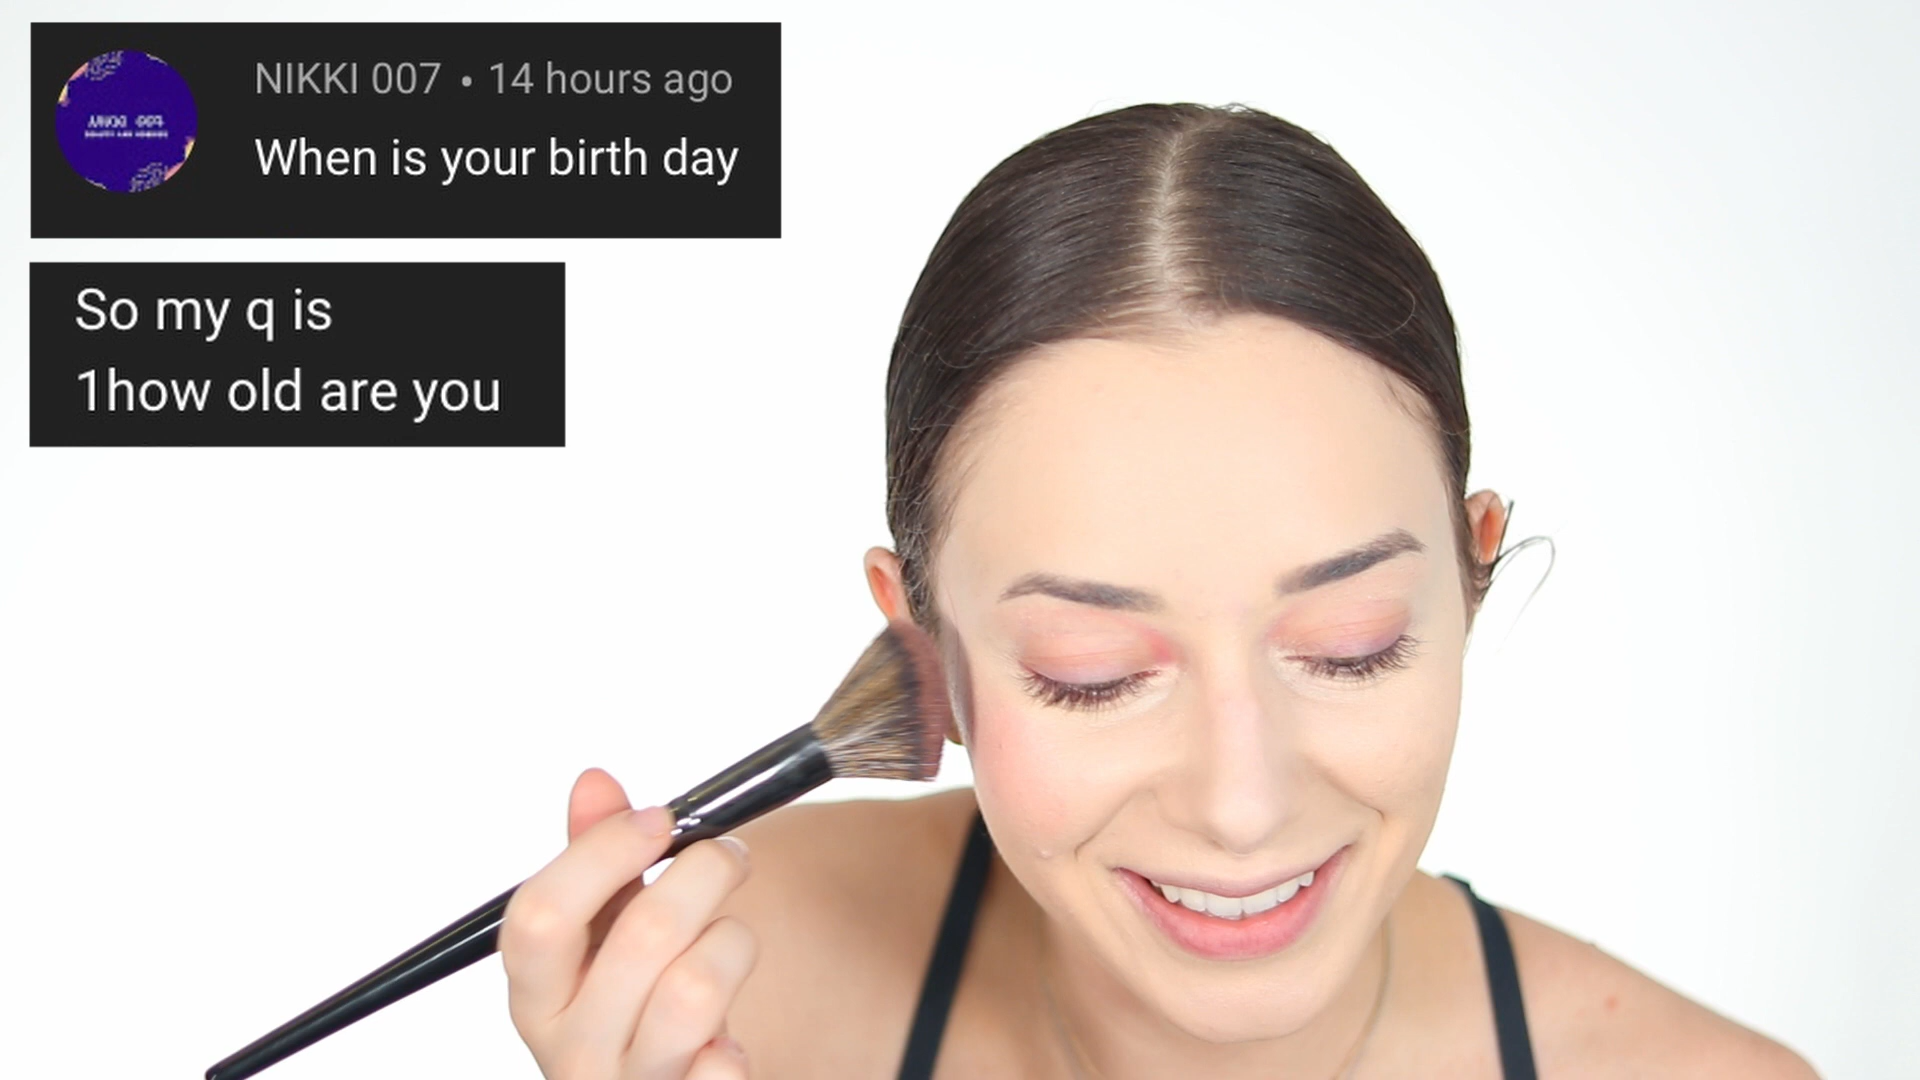 NIKKI 007 • 14 hours ago
When is your birth day
So my q is
1how old are you